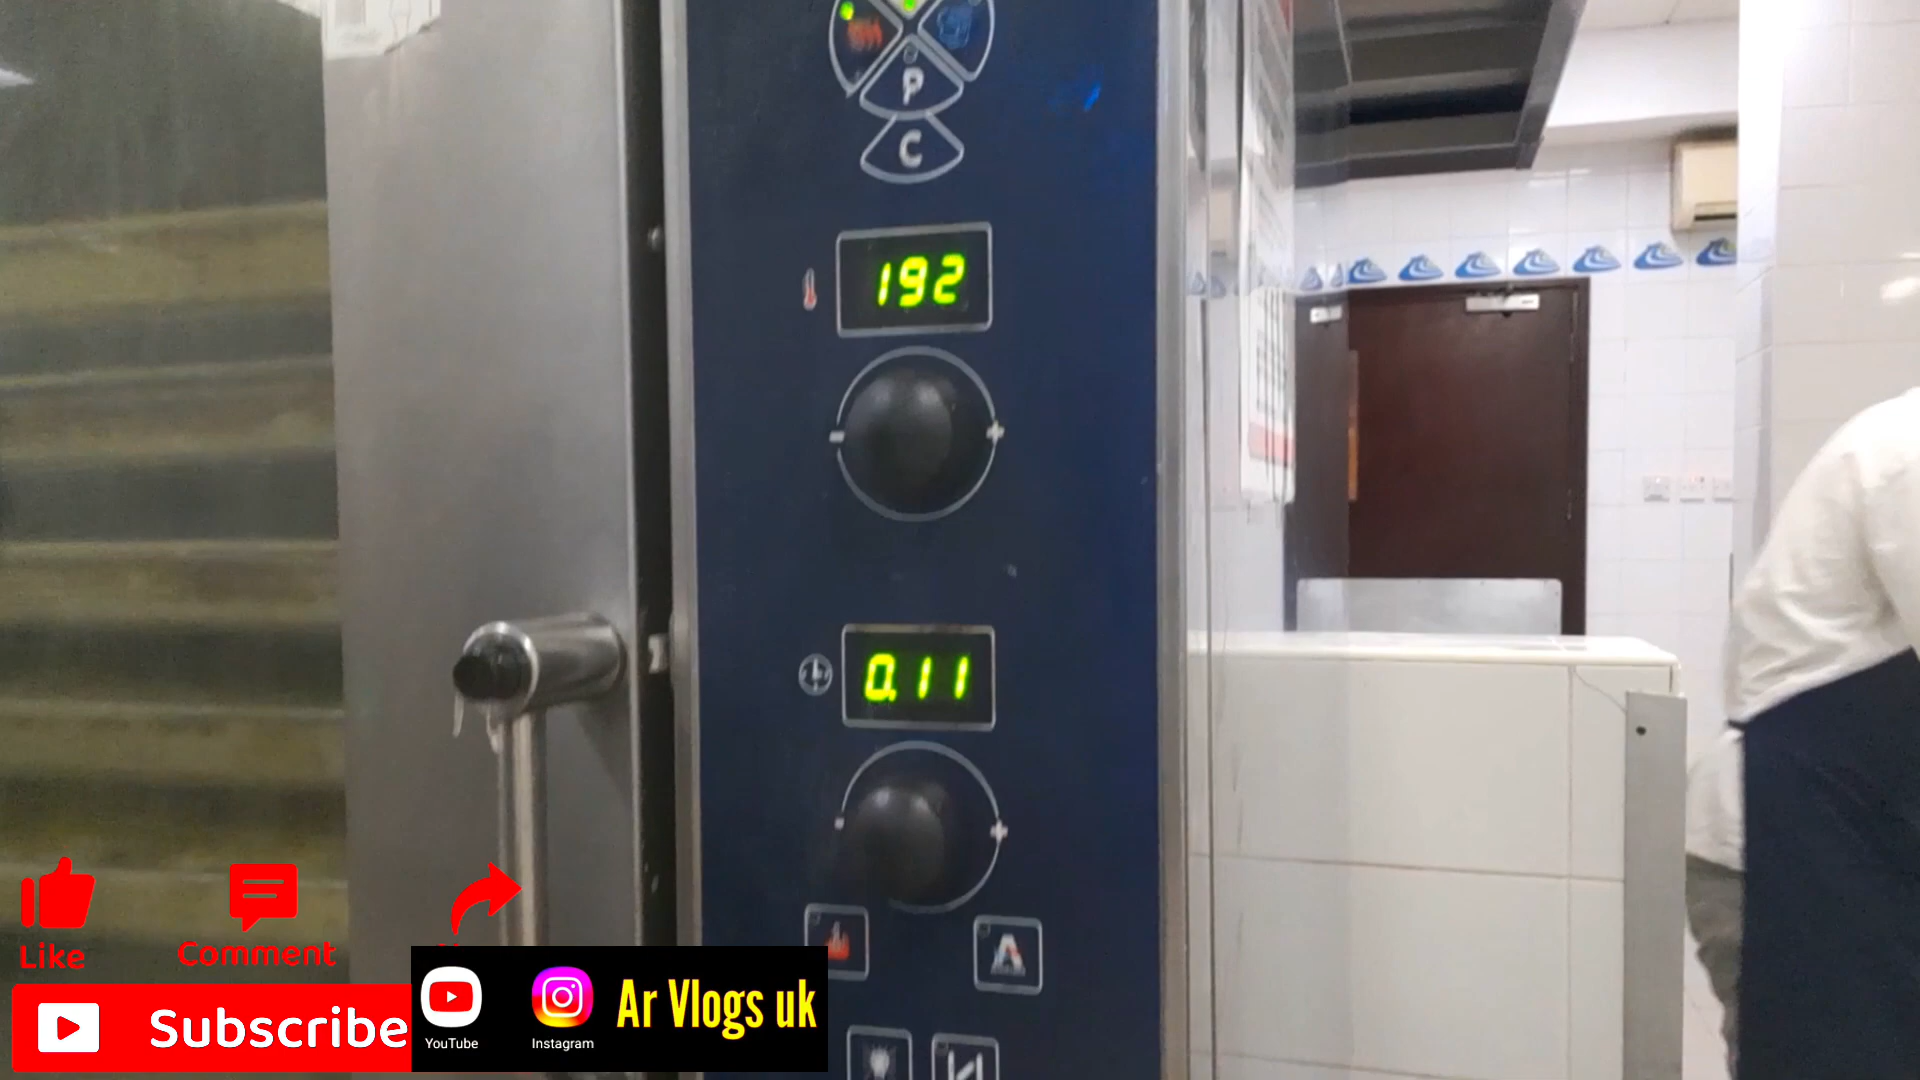 P
C
192
0.11
A
Like
Comment
Subscribe
YouTube
Instagram
Ar Vlogs uk